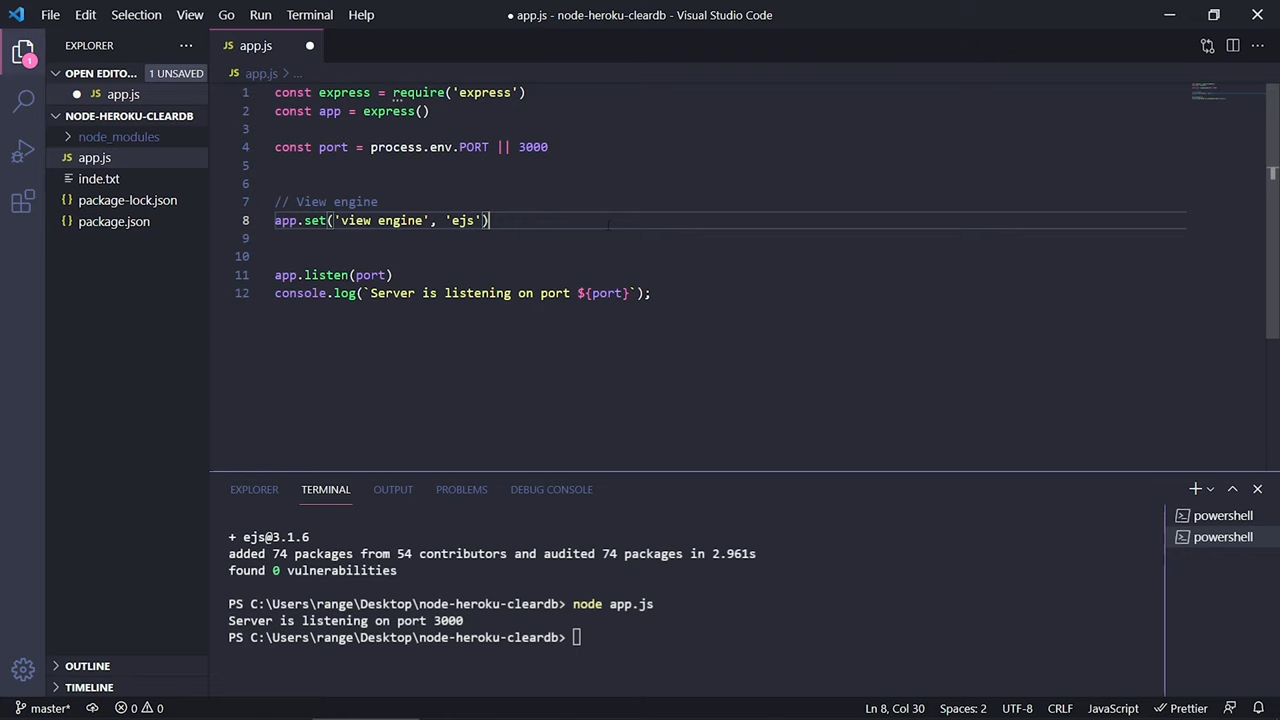 File Edit Selection View Go Run Terminal Help
● app.js - node-heroku-cleardb - Visual Studio Code
EXPLORER ···
JS app.js ●
OPEN EDITO... 1 UNSAVED
● JS app.js
NODE-HEROKU-CLEARDB
node_modules
JS app.js
inde.txt
{} package-lock.json
{} package.json
OUTLINE
TIMELINE
1
JS app.js > ...
1 const express = require('express')
2 const app = express()
3
4 const port = process.env.PORT || 3000
5
6
7 // View engine
8 app.set('view engine', 'ejs')
9
10
11 app.listen(port)
12 console.log(`Server is listening on port ${port}`);
EXPLORER TERMINAL OUTPUT PROBLEMS DEBUG CONSOLE
+ ejs@3.1.6
added 74 packages from 54 contributors and audited 74 packages in 2.961s
found 0 vulnerabilities
PS C:\Users\range\Desktop\node-heroku-cleardb> node app.js
Server is listening on port 3000
PS C:\Users\range\Desktop\node-heroku-cleardb>
powershell
powershell
master* 0 0 Ln 8, Col 30 Spaces: 2 UTF-8 CRLF JavaScript Prettier